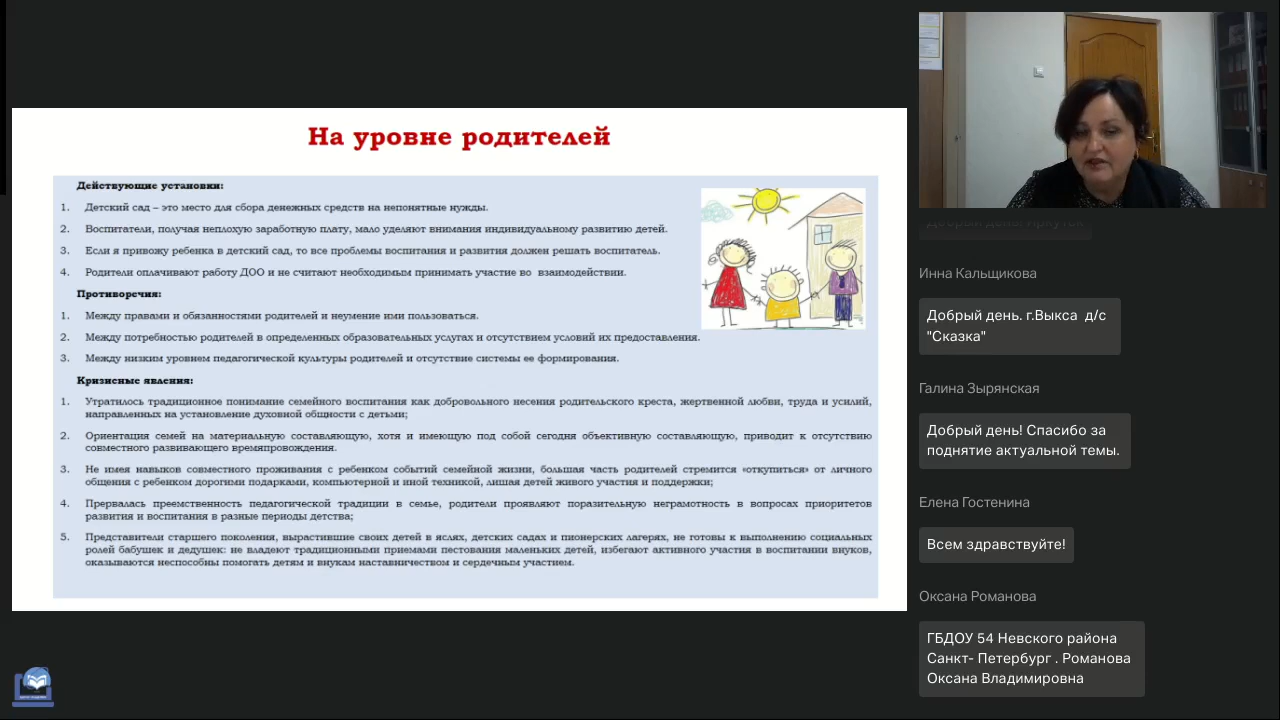 На уровне родителей
Действующие установки:
1. Детский сад – это место для сбора денежных средств на непонятные нужды.
2. Воспитатели, получая неплохую заработную плату, мало уделяют внимания индивидуальному развитию детей.
3. Если я привожу ребенка в детский сад, то все проблемы воспитания и развития должен решать воспитатель.
4. Родители оплачивают работу ДОО и не считают необходимым принимать участие во взаимодействии.
Противоречия:
1. Между правами и обязанностями родителей и неумение ими пользоваться.
2. Между потребностью родителей в определенных образовательных услугах и отсутствием условий их предоставления.
3. Между низким уровнем педагогической культуры родителей и отсутствие системы ее формирования.
Кризисные явления:
1. Утратилось традиционное понимание семейного воспитания как добровольного несения родительского креста, жертвенной любви, труда и усилий,
направленных на установление духовной общности с детьми;
2. Ориентация семей на материальную составляющую, хотя и имеющую под собой сегодня объективную составляющую, приводит к отсутствию
совместного развивающего времяпровождения.
3. Не имея навыков совместного проживания с ребенком событий семейной жизни, большая часть родителей стремится «откупиться» от личного
общения с ребенком дорогими подарками, компьютерной и иной техникой, лишая детей живого участия и поддержки;
4. Прервалась преемственность педагогической традиции в семье, родители проявляют поразительную неграмотность в вопросах приоритетов
развития и воспитания в разные периоды детства;
5. Представители старшего поколения, вырастившие своих детей в яслях, детских садах и пионерских лагерях, не готовы к выполнению социальных
ролей бабушек и дедушек: не владеют традиционными приемами пестования маленьких детей, избегают активного участия в воспитании внуков,
оказываются неспособны помогать детям и внукам наставничеством и сердечным участием.
Инна Кальщикова
Добрый день. г.Выкса д/с
"Сказка"
Галина Зырянская
Добрый день! Спасибо за
поднятие актуальной темы.
Елена Гостенина
Всем здравствуйте!
Оксана Романова
ГБДОУ 54 Невского района
Санкт- Петербург . Романова
Оксана Владимировна